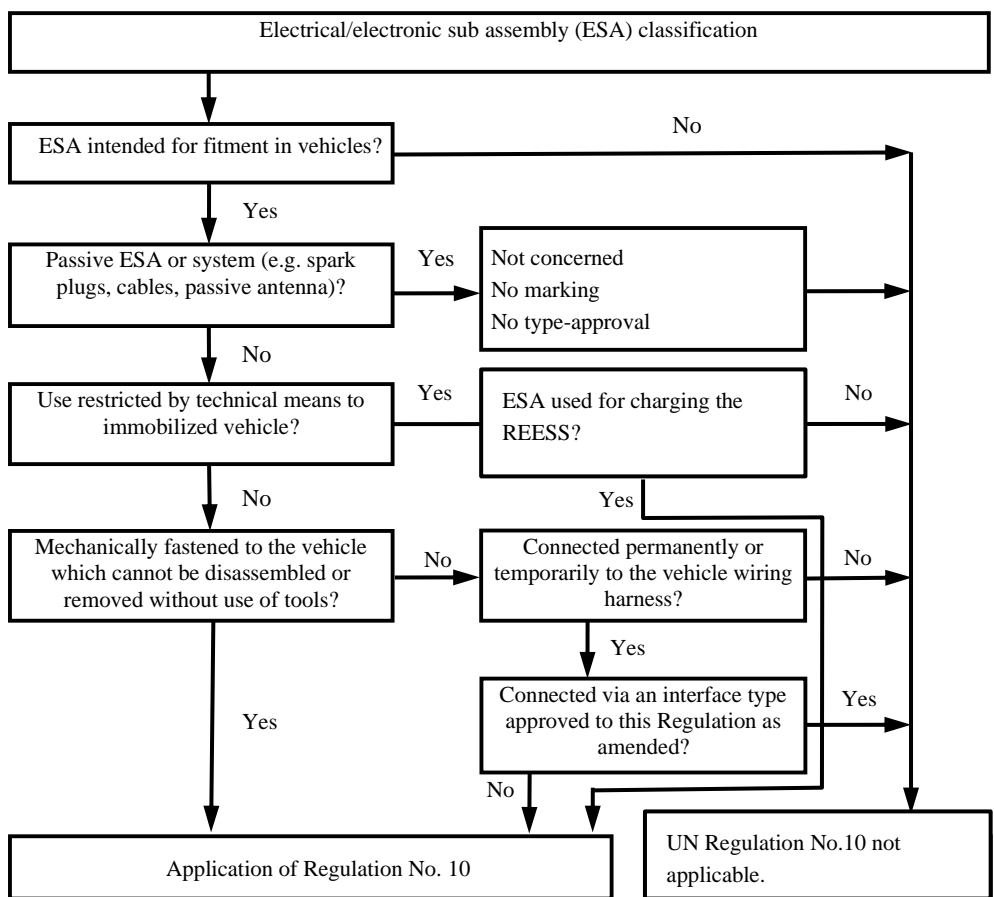 Electrical/electronic sub assembly (ESA) classification
No
ESA intended for fitment in vehicles?
Yes
Passive ESA or system (e.g. spark
plugs, cables, passive antenna)?
Yes
Not concerned
No marking
No type-approval
No
Use restricted by technical means to
immobilized vehicle?
Yes
ESA used for charging the
REESS?
No
No
Yes
Mechanically fastened to the vehicle
which cannot be disassembled or
removed without use of tools?
No
Connected permanently or
temporarily to the vehicle wiring
harness?
No
Yes
Connected via an interface type
approved to this Regulation as
amended?
Yes
Yes
No
Application of Regulation No. 10
UN Regulation No.10 not
applicable.